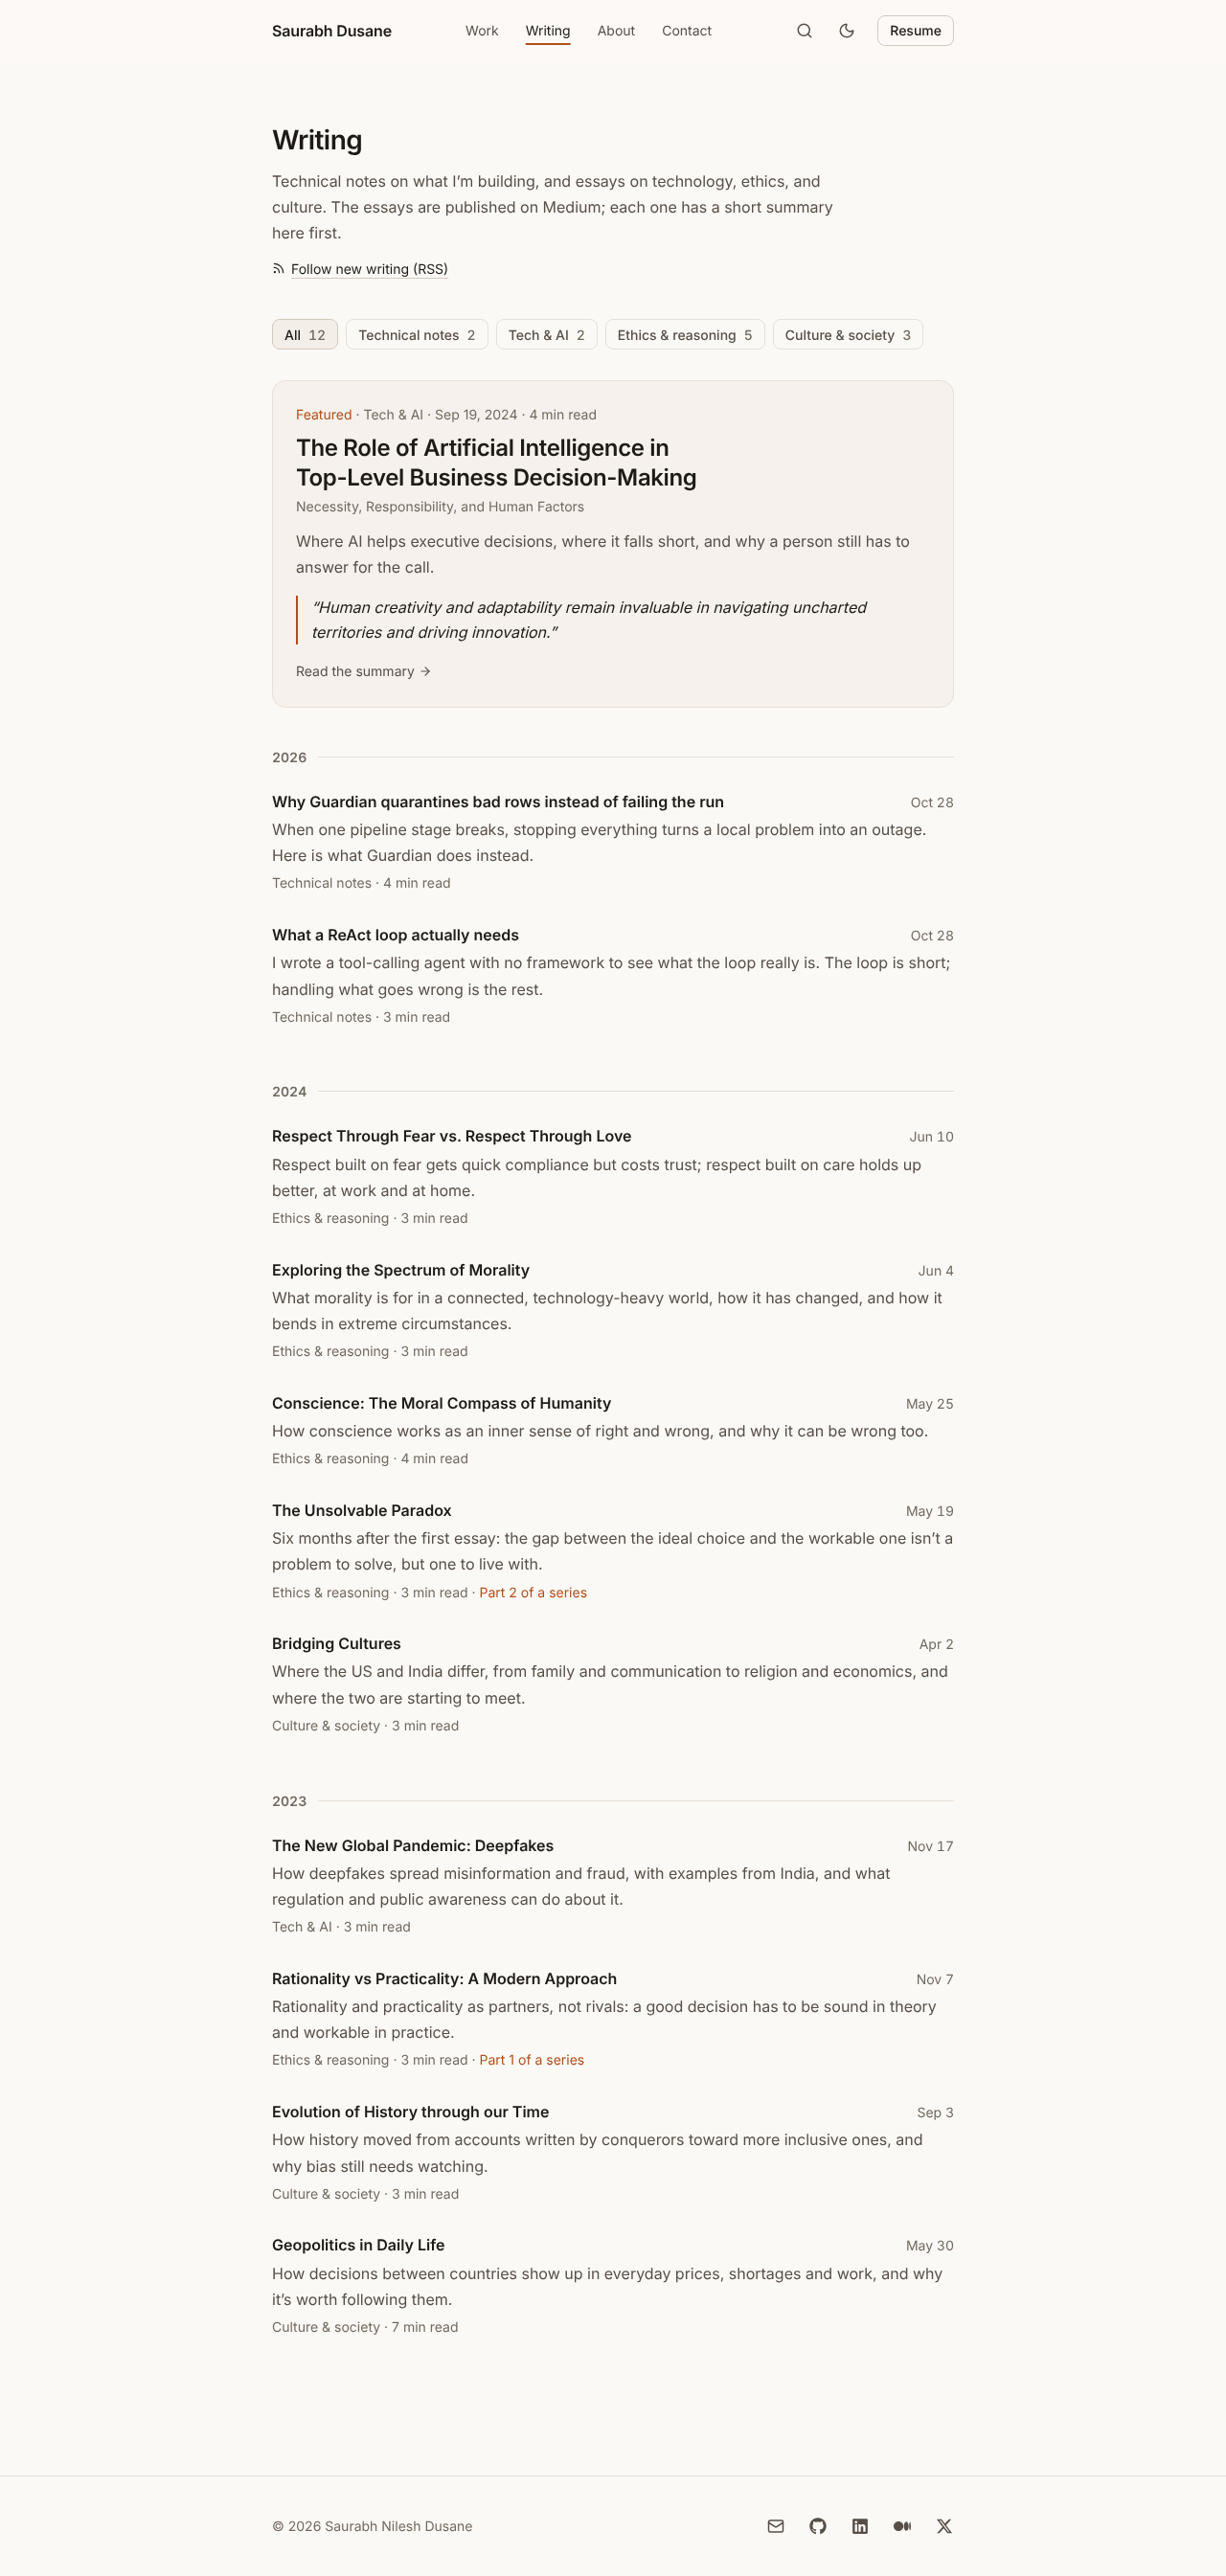 Saurabh Dusane
Work
Writing
About
Contact
Resume
Writing
Technical notes on what I’m building, and essays on technology, ethics, and
culture. The essays are published on Medium; each one has a short summary
here first.
Follow new writing (RSS)
All 12
Technical notes 2
Tech & AI 2
Ethics & reasoning 5
Culture & society 3
Featured · Tech & AI · Sep 19, 2024 · 4 min read
The Role of Artificial Intelligence in
Top-Level Business Decision-Making
Necessity, Responsibility, and Human Factors
Where AI helps executive decisions, where it falls short, and why a person still has to
answer for the call.
“Human creativity and adaptability remain invaluable in navigating uncharted
territories and driving innovation.”
Read the summary →
2026
Why Guardian quarantines bad rows instead of failing the run
Oct 28
When one pipeline stage breaks, stopping everything turns a local problem into an outage.
Here is what Guardian does instead.
Technical notes · 4 min read
What a ReAct loop actually needs
Oct 28
I wrote a tool-calling agent with no framework to see what the loop really is. The loop is short;
handling what goes wrong is the rest.
Technical notes · 3 min read
2024
Respect Through Fear vs. Respect Through Love
Jun 10
Respect built on fear gets quick compliance but costs trust; respect built on care holds up
better, at work and at home.
Ethics & reasoning · 3 min read
Exploring the Spectrum of Morality
Jun 4
What morality is for in a connected, technology-heavy world, how it has changed, and how it
bends in extreme circumstances.
Ethics & reasoning · 3 min read
Conscience: The Moral Compass of Humanity
May 25
How conscience works as an inner sense of right and wrong, and why it can be wrong too.
Ethics & reasoning · 4 min read
The Unsolvable Paradox
May 19
Six months after the first essay: the gap between the ideal choice and the workable one isn’t a
problem to solve, but one to live with.
Ethics & reasoning · 3 min read · Part 2 of a series
Bridging Cultures
Apr 2
Where the US and India differ, from family and communication to religion and economics, and
where the two are starting to meet.
Culture & society · 3 min read
2023
The New Global Pandemic: Deepfakes
Nov 17
How deepfakes spread misinformation and fraud, with examples from India, and what
regulation and public awareness can do about it.
Tech & AI · 3 min read
Rationality vs Practicality: A Modern Approach
Nov 7
Rationality and practicality as partners, not rivals: a good decision has to be sound in theory
and workable in practice.
Ethics & reasoning · 3 min read · Part 1 of a series
Evolution of History through our Time
Sep 3
How history moved from accounts written by conquerors toward more inclusive ones, and
why bias still needs watching.
Culture & society · 3 min read
Geopolitics in Daily Life
May 30
How decisions between countries show up in everyday prices, shortages and work, and why
it’s worth following them.
Culture & society · 7 min read
© 2026 Saurabh Nilesh Dusane